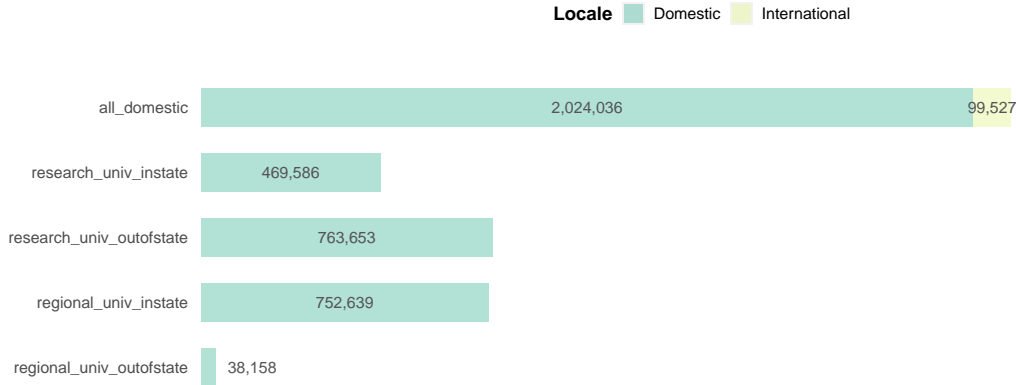 Locale Domestic International
all_domestic 2,024,036 99,527
research_univ_instate 469,586
research_univ_outofstate 763,653
regional_univ_instate 752,639
regional_univ_outofstate 38,158